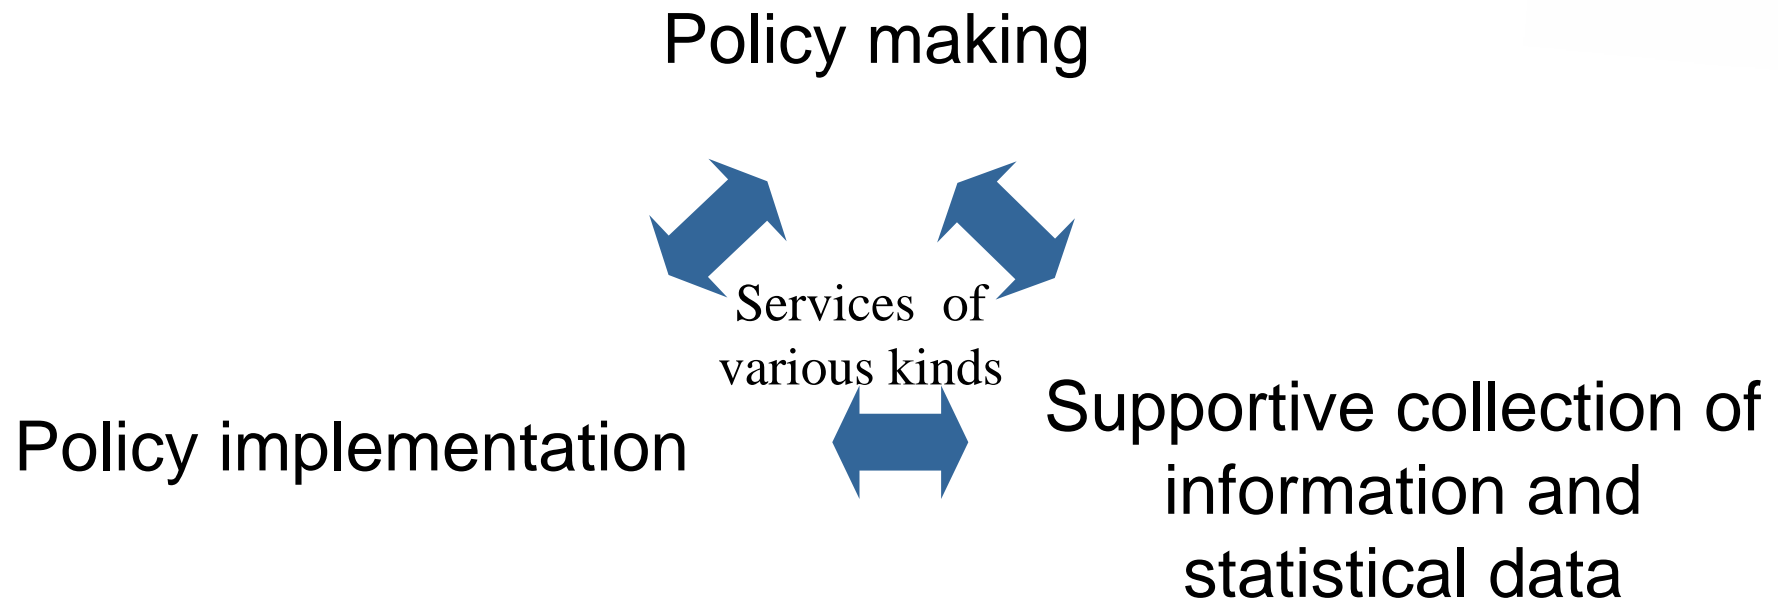 Policy making
Services of
various kinds
Policy implementation
Supportive collection of
information and
statistical data